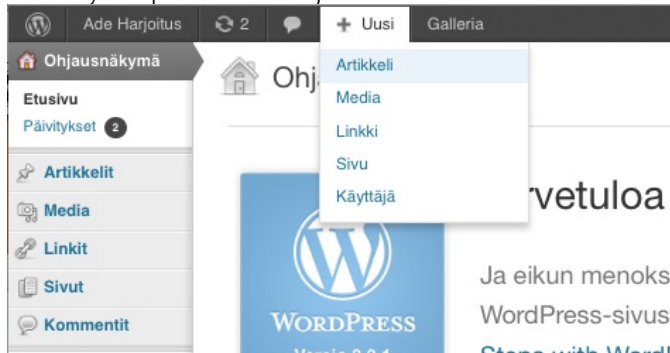 Ade Harjoitus 2 + Uusi Galleria
Ohjausnäkymä
Etusivu
Päivitykset 2
Artikkelit
Media
Linkit
Sivut
Kommentit
Artikkeli
Media
Linkki
Sivu
Käyttäjä
Ohj
rvetuloa
WORDPRESS
Ja eikun menoks
WordPress-sivus